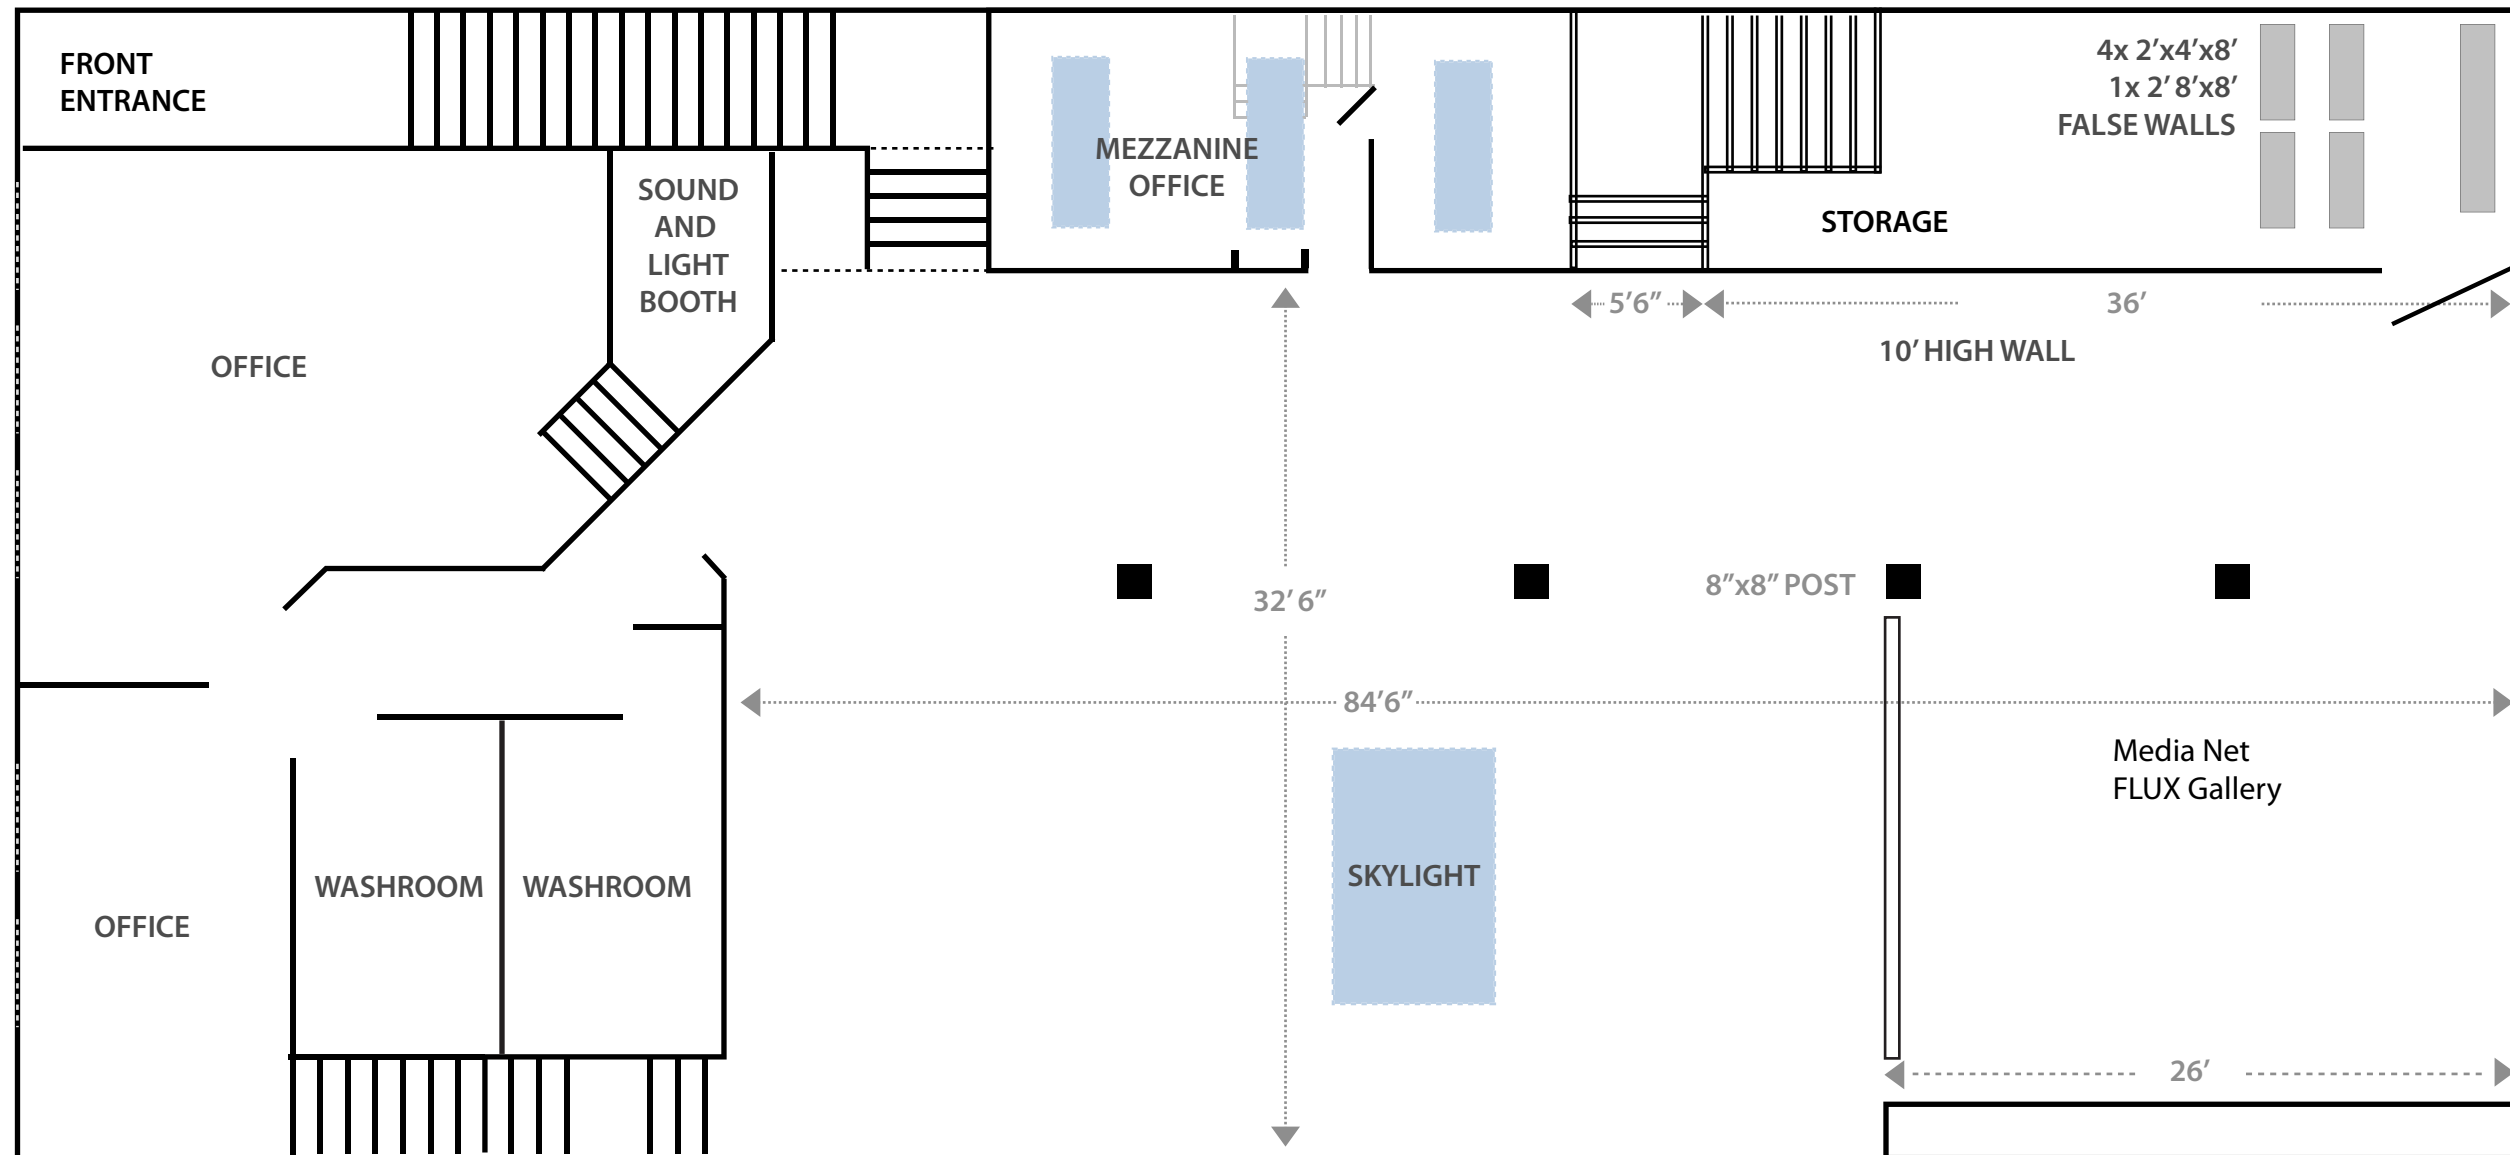 FRONT
ENTRANCE
4x 2’x4’x8’
1x 2’ 8’x8’
FALSE WALLS
MEZZANINE
OFFICE
SOUND
AND
LIGHT
BOOTH
STORAGE
5’6”
36’
10’ HIGH WALL
OFFICE
32’ 6”
8”x8” POST
84’6”
Media Net
FLUX Gallery
WASHROOM
WASHROOM
SKYLIGHT
OFFICE
26’